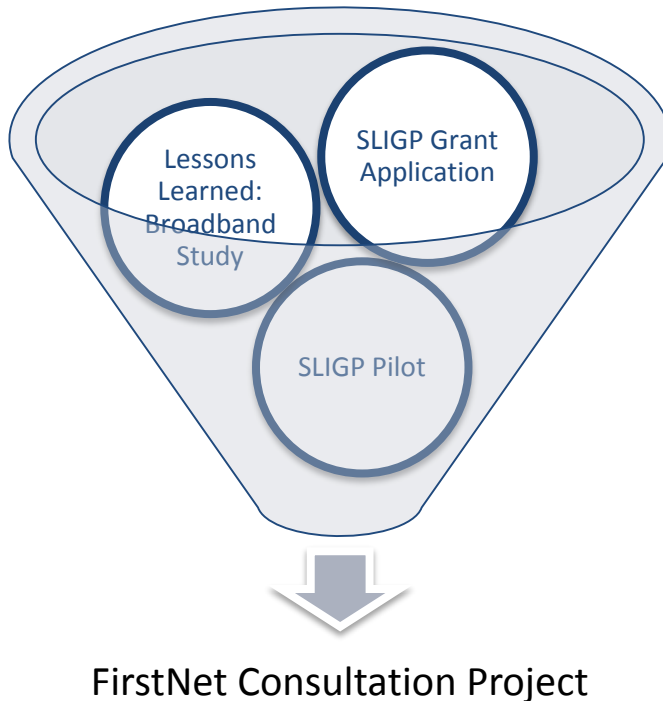 Lessons
Learned:
Broadband
Study
SLIGP Grant
Application
SLIGP Pilot
FirstNet Consultation Project